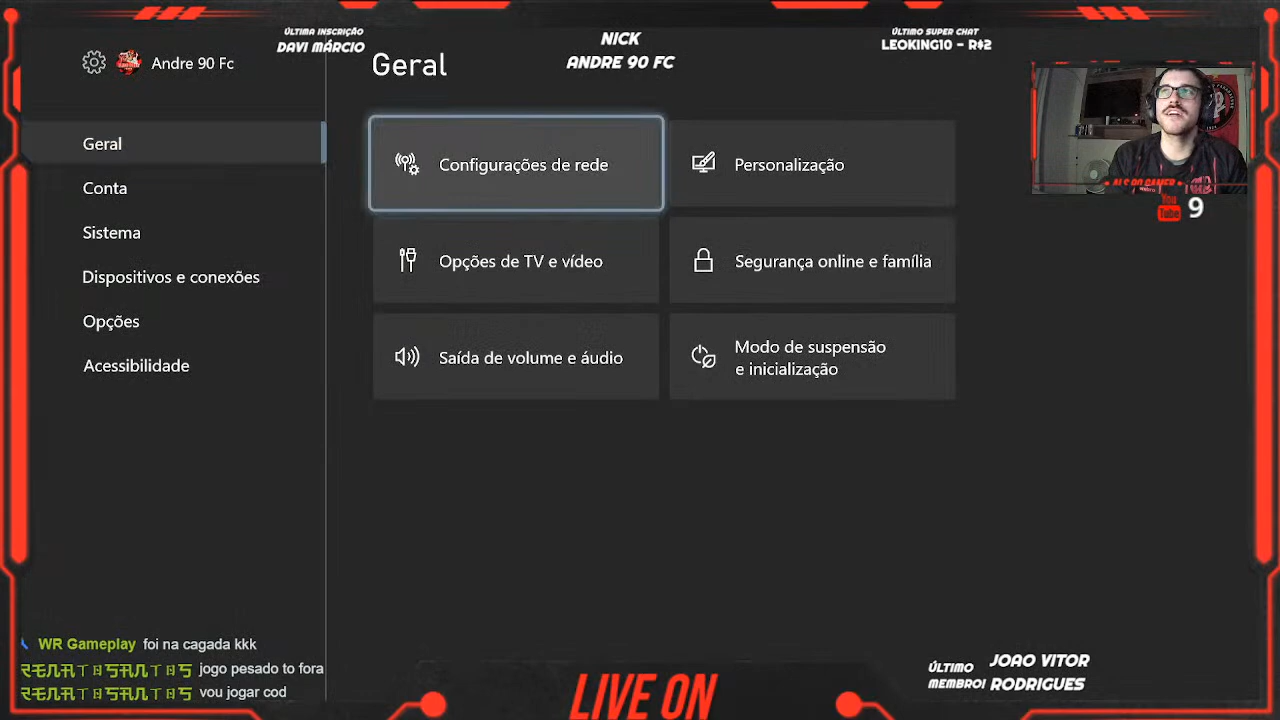 ÚLTIMA INSCRIÇÃO
DAVI MÁRCIO
NICK
ANDRE 90 FC
ÚLTIMO SUPER CHAT
LEOKING10 - R$2
Andre 90 Fc
Geral
Geral
Conta
Sistema
Dispositivos e conexões
Opções
Acessibilidade
Configurações de rede
Personalização
Opções de TV e vídeo
Segurança online e família
Saída de volume e áudio
Modo de suspensão
e inicialização
You
Tube
9
WR Gameplay foi na cagada kkk
jogo pesado to fora
vou jogar cod
LIVE ON
ÚLTIMO
MEMBRO!
JOAO VITOR
RODRIGUES